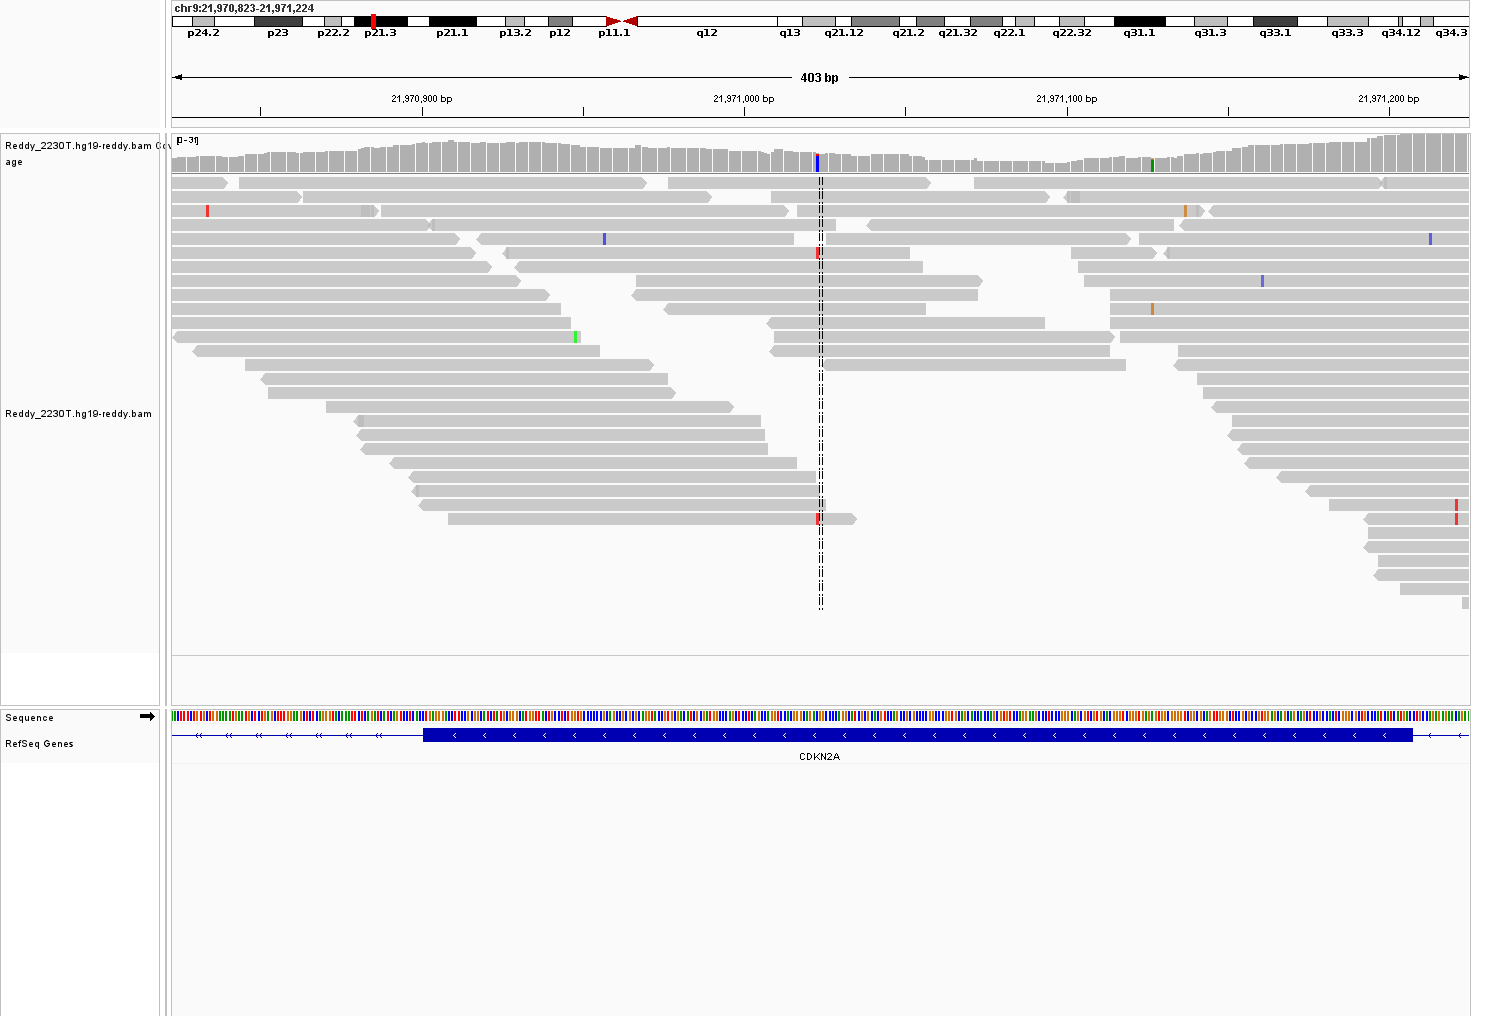 chr9:21,970,823-21,971,224
p24.2 p23 p22.2 p21.3 p21.1 p13.2 p12 p11.1 q12 q13 q21.12 q21.2 q21.32 q22.1 q22.32 q31.1 q31.3 q33.1 q33.3 q34.12 q34.3
403 bp
21,970,900 bp 21,971,000 bp 21,971,100 bp 21,971,200 bp
Reddy_2230T.hg19-reddy.bam Cov
age
[0-31]
Reddy_2230T.hg19-reddy.bam
Sequence
RefSeq Genes
CDKN2A